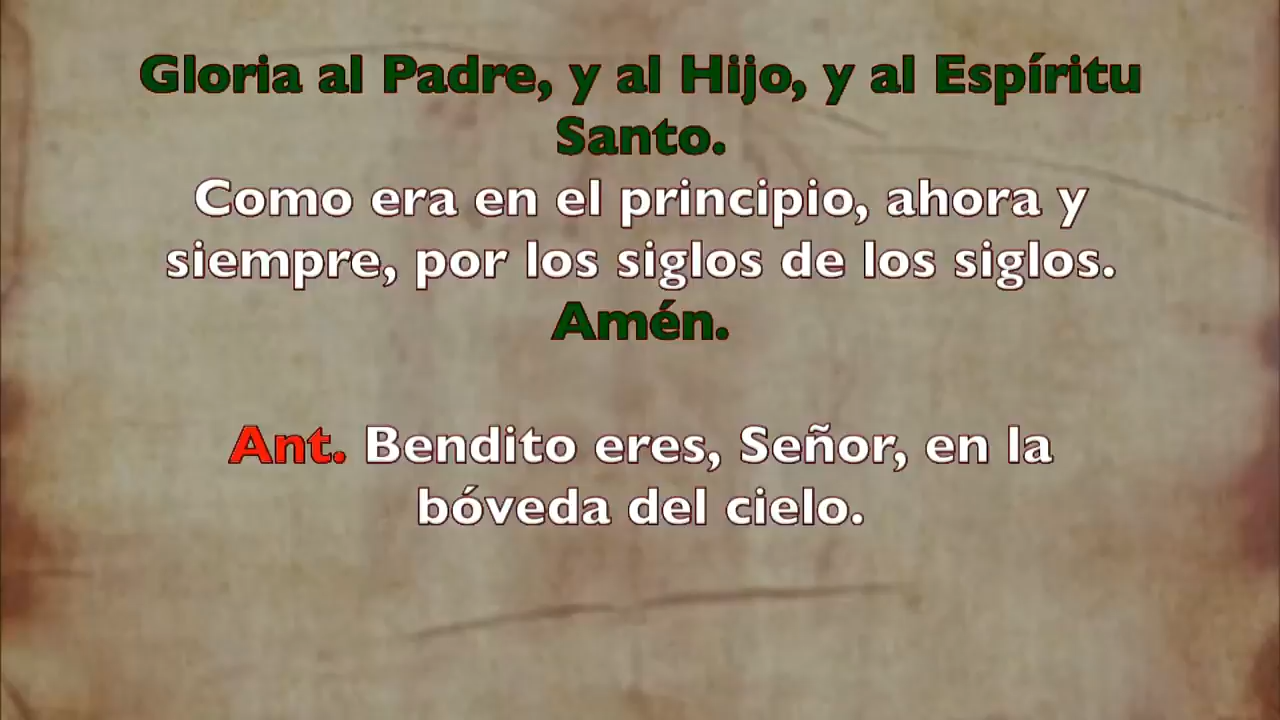 Gloria al Padre, y al Hijo, y al Espíritu
Santo.
Como era en el principio, ahora y
siempre, por los siglos de los siglos.
Amén.
Ant. Bendito eres, Señor, en la
bóveda del cielo.